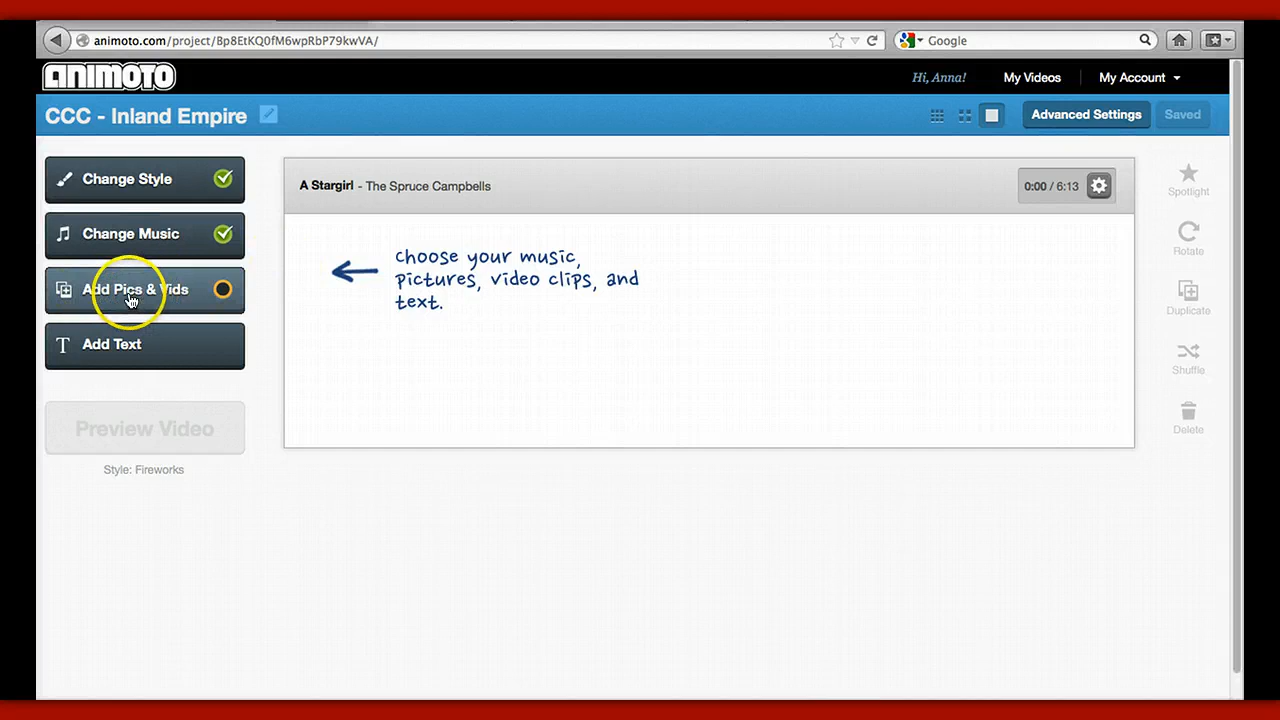 animoto.com/project/Bp8EtKQ0fM6wpRbP79kwVA/
Google
ANIMOTO
Hi, Anna!
My Videos
My Account
CCC - Inland Empire
Advanced Settings
Saved
Change Style
Change Music
Add Pics & Vids
Add Text
Preview Video
Style: Fireworks
A Stargirl - The Spruce Campbells
0:00 / 6:13
Choose your music,
pictures, video clips, and
text.
Spotlight
Rotate
Duplicate
Shuffle
Delete